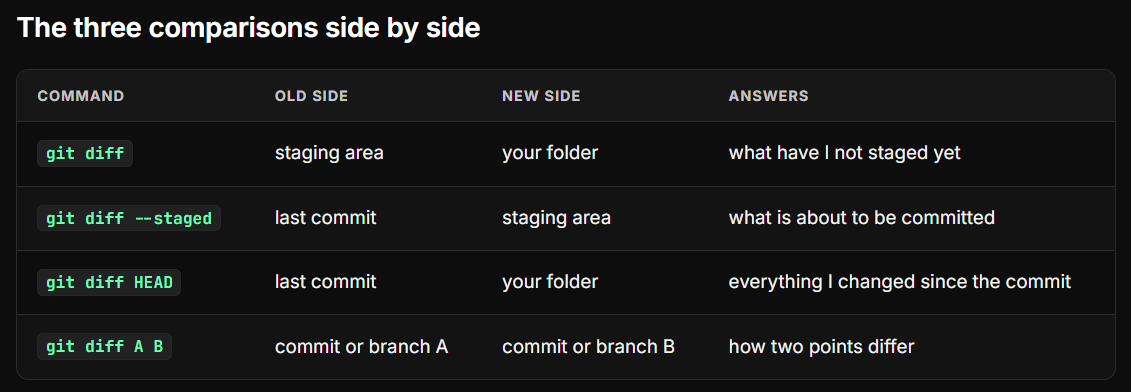 The three comparisons side by side
COMMAND OLD SIDE NEW SIDE ANSWERS
git diff staging area your folder what have I not staged yet
git diff --staged last commit staging area what is about to be committed
git diff HEAD last commit your folder everything I changed since the commit
git diff A B commit or branch A commit or branch B how two points differ